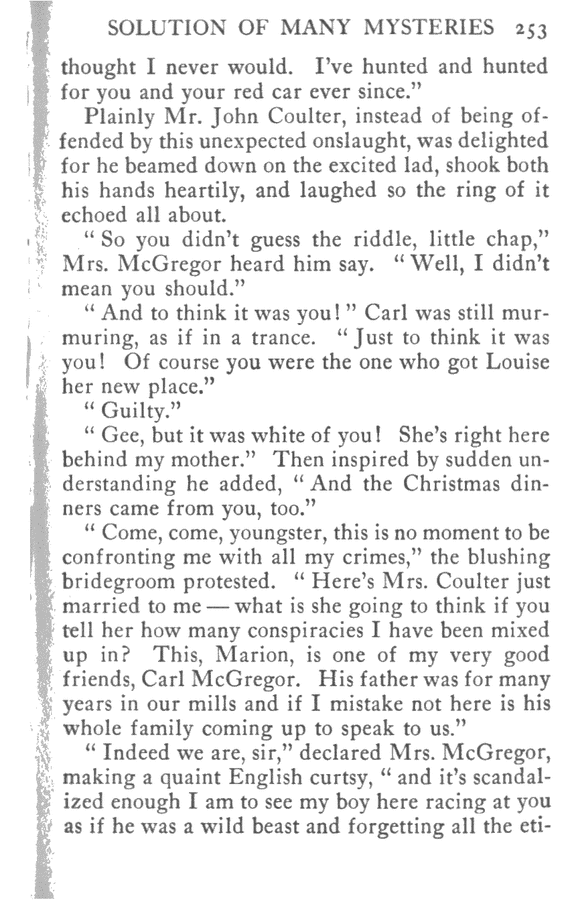 SOLUTION OF MANY MYSTERIES 253
thought I never would. I've hunted and hunted
for you and your red car ever since."
Plainly Mr. John Coulter, instead of being of-
fended by this unexpected onslaught, was delighted
for he beamed down on the excited lad, shook both
his hands heartily, and laughed so the ring of it
echoed all about.
"So you didn't guess the riddle, little chap,"
Mrs. McGregor heard him say. "Well, I didn't
mean you should."
"And to think it was you!" Carl was still mur-
muring, as if in a trance. "Just to think it was
you! Of course you were the one who got Louise
her new place."
"Guilty."
"Gee, but it was white of you! She's right here
behind my mother." Then inspired by sudden un-
derstanding he added, "And the Christmas din-
ners came from you, too."
"Come, come, youngster, this is no moment to be
confronting me with all my crimes," the blushing
bridegroom protested. "Here's Mrs. Coulter just
married to me — what is she going to think if you
tell her how many conspiracies I have been mixed
up in? This, Marion, is one of my very good
friends, Carl McGregor. His father was for many
years in our mills and if I mistake not here is his
whole family coming up to speak to us."
"Indeed we are, sir," declared Mrs. McGregor,
making a quaint English curtsy, "and it's scandal-
ized enough I am to see my boy here racing at you
as if he was a wild beast and forgetting all the eti-